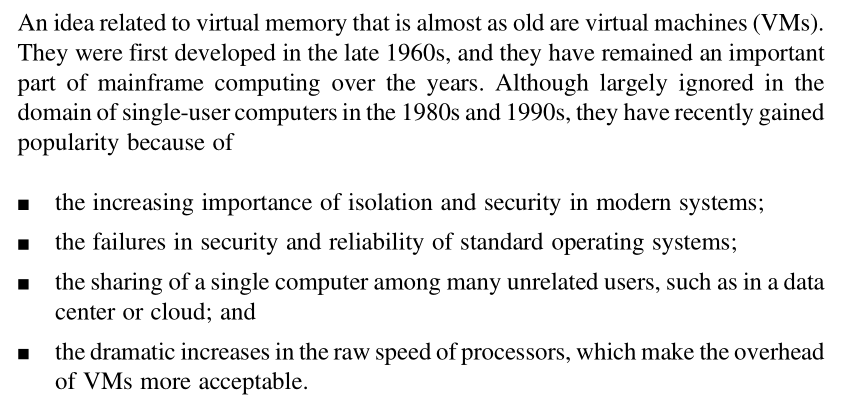 An idea related to virtual memory that is almost as old are virtual machines (VMs).
They were first developed in the late 1960s, and they have remained an important
part of mainframe computing over the years. Although largely ignored in the
domain of single-user computers in the 1980s and 1990s, they have recently gained
popularity because of
■ the increasing importance of isolation and security in modern systems;
■ the failures in security and reliability of standard operating systems;
■ the sharing of a single computer among many unrelated users, such as in a data
center or cloud; and
■ the dramatic increases in the raw speed of processors, which make the overhead
of VMs more acceptable.